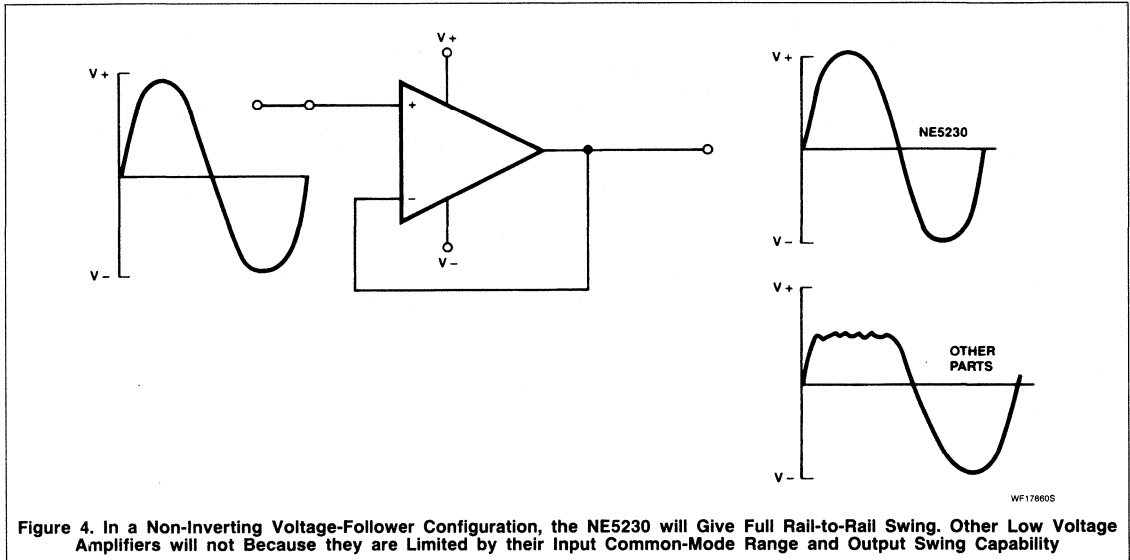 V+
V-
V+
+
-
V-
V+
NE5230
V-
V+
OTHER
PARTS
V-
WF17860S
Figure 4. In a Non-Inverting Voltage-Follower Configuration, the NE5230 will Give Full Rail-to-Rail Swing. Other Low Voltage
Amplifiers will not Because they are Limited by their Input Common-Mode Range and Output Swing Capability